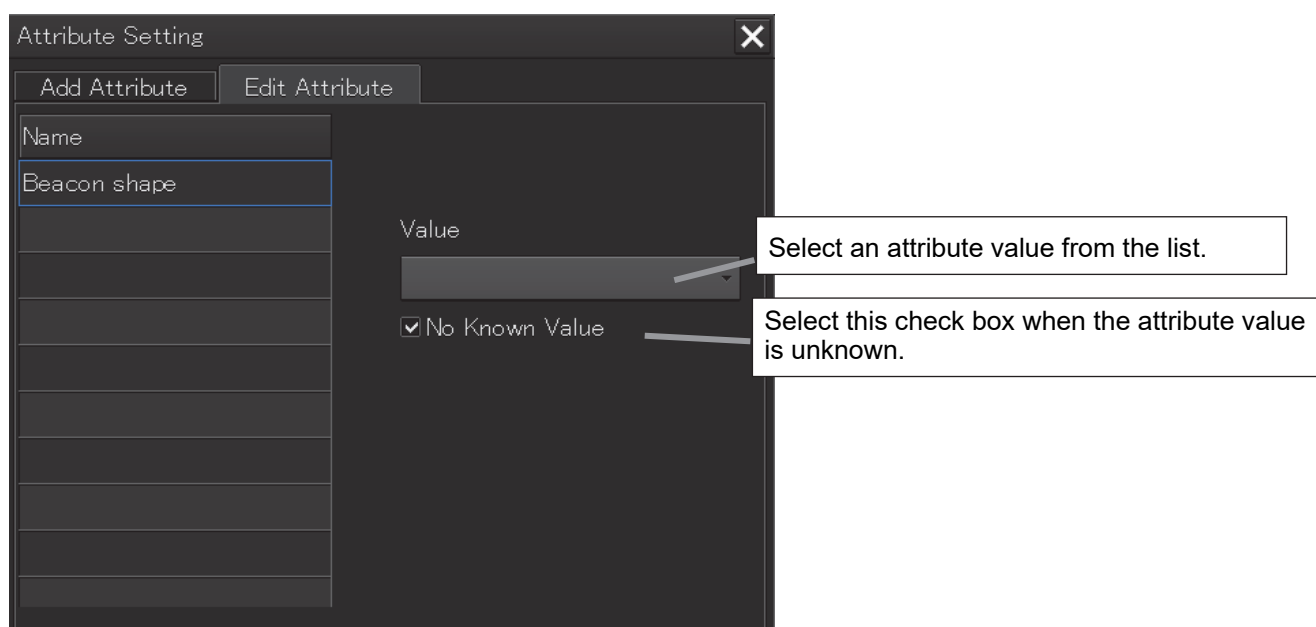 Attribute Setting
Add Attribute
Edit Attribute
Name
Beacon shape
Value
Select an attribute value from the list.
No Known Value
Select this check box when the attribute value
is unknown.